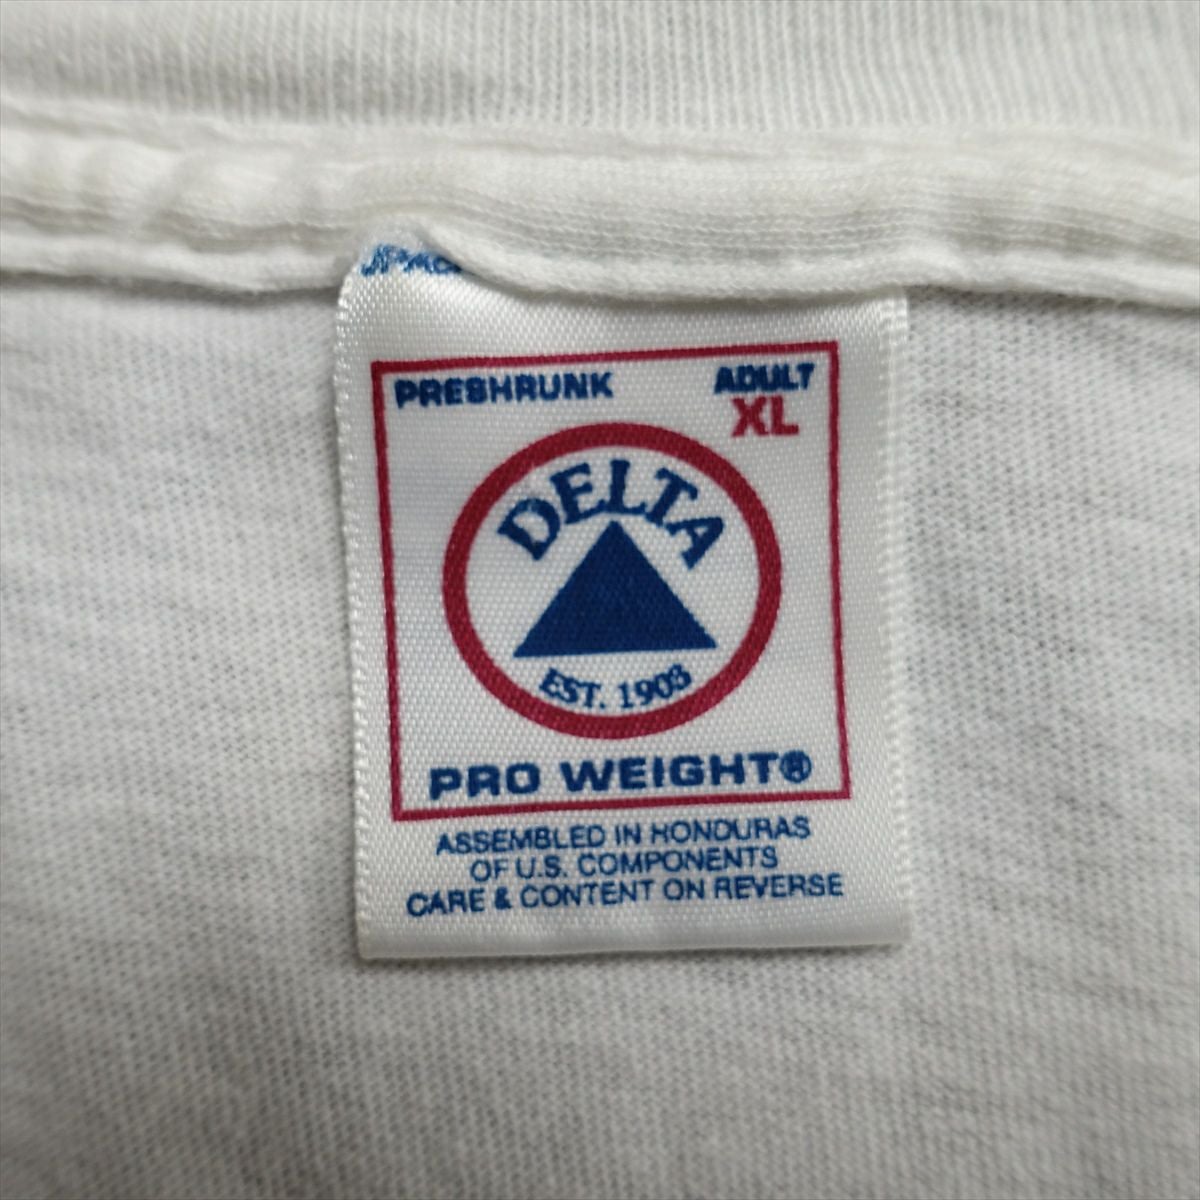 PRESHRUNK
ADULT
XL
DELTA
EST. 1903
PRO WEIGHT®
ASSEMBLED IN HONDURAS
OF U.S. COMPONENTS
CARE & CONTENT ON REVERSE